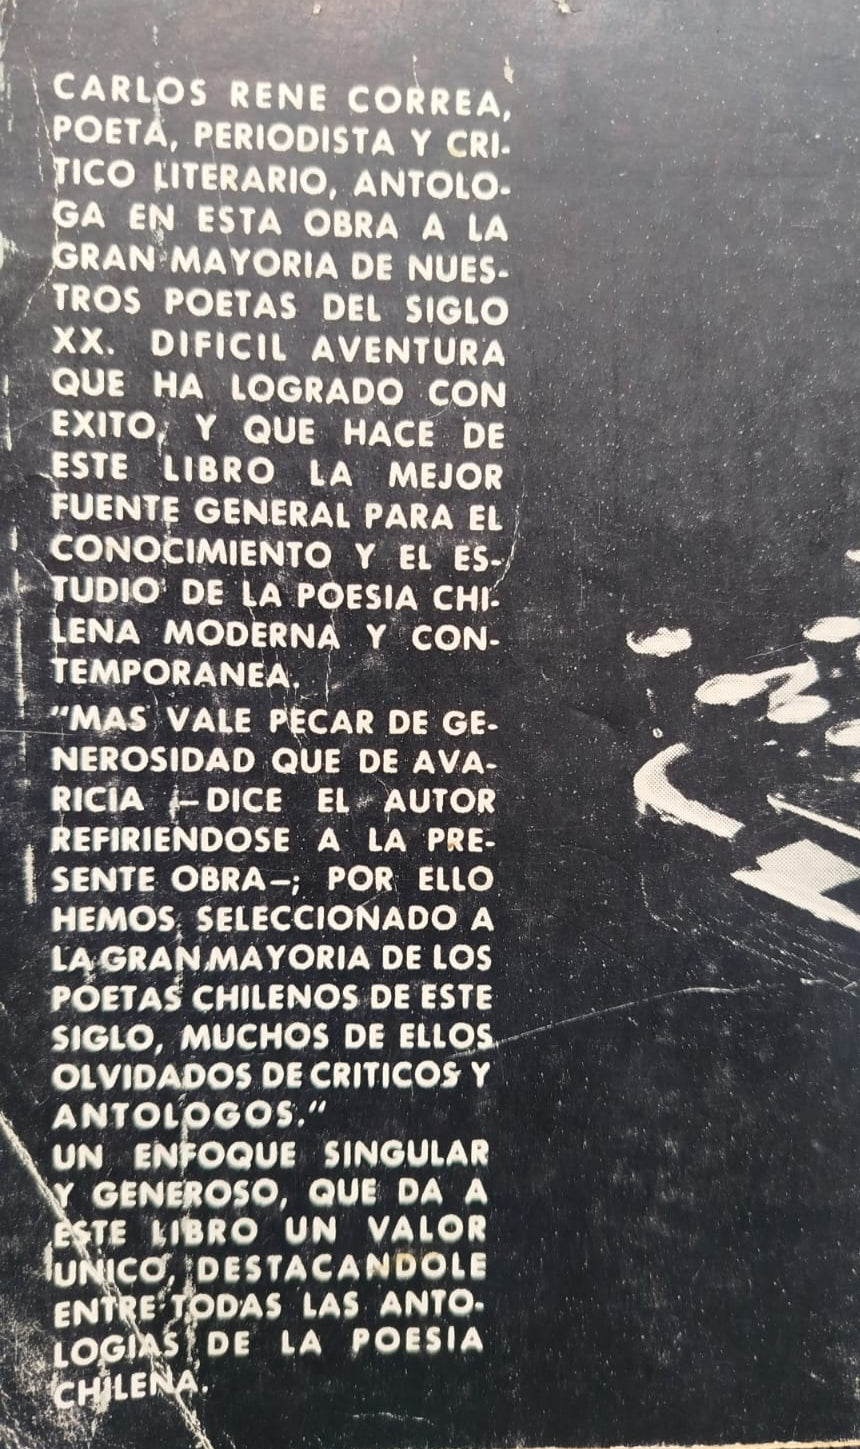 CARLOS RENE CORREA,
POETA, PERIODISTA Y CRI-
TICO LITERARIO, ANTOLO-
GA EN ESTA OBRA A LA
GRAN MAYORIA DE NUES-
TROS POETAS DEL SIGLO
XX. DIFICIL AVENTURA
QUE HA LOGRADO CON
EXITO, Y QUE HACE DE
ESTE LIBRO LA MEJOR
FUENTE GENERAL PARA EL
CONOCIMIENTO Y EL ES-
TUDIO DE LA POESIA CHI-
LENA MODERNA Y CON-
TEMPORANEA.
"MAS VALE PECAR DE GE-
NEROSIDAD QUE DE AVA-
RICIA —DICE EL AUTOR
REFIRIENDOSE A LA PRE-
SENTE OBRA—; POR ELLO
HEMOS SELECCIONADO A
LA GRAN MAYORIA DE LOS
POETAS CHILENOS DE ESTE
SIGLO, MUCHOS DE ELLOS
OLVIDADOS DE CRITICOS Y
ANTOLOGOS."
UN ENFOQUE SINGULAR
Y GENEROSO, QUE DA A
ESTE LIBRO UN VALOR
UNICO, DESTACANDOLE
ENTRE TODAS LAS ANTO-
LOGIAS DE LA POESIA
CHILENA.